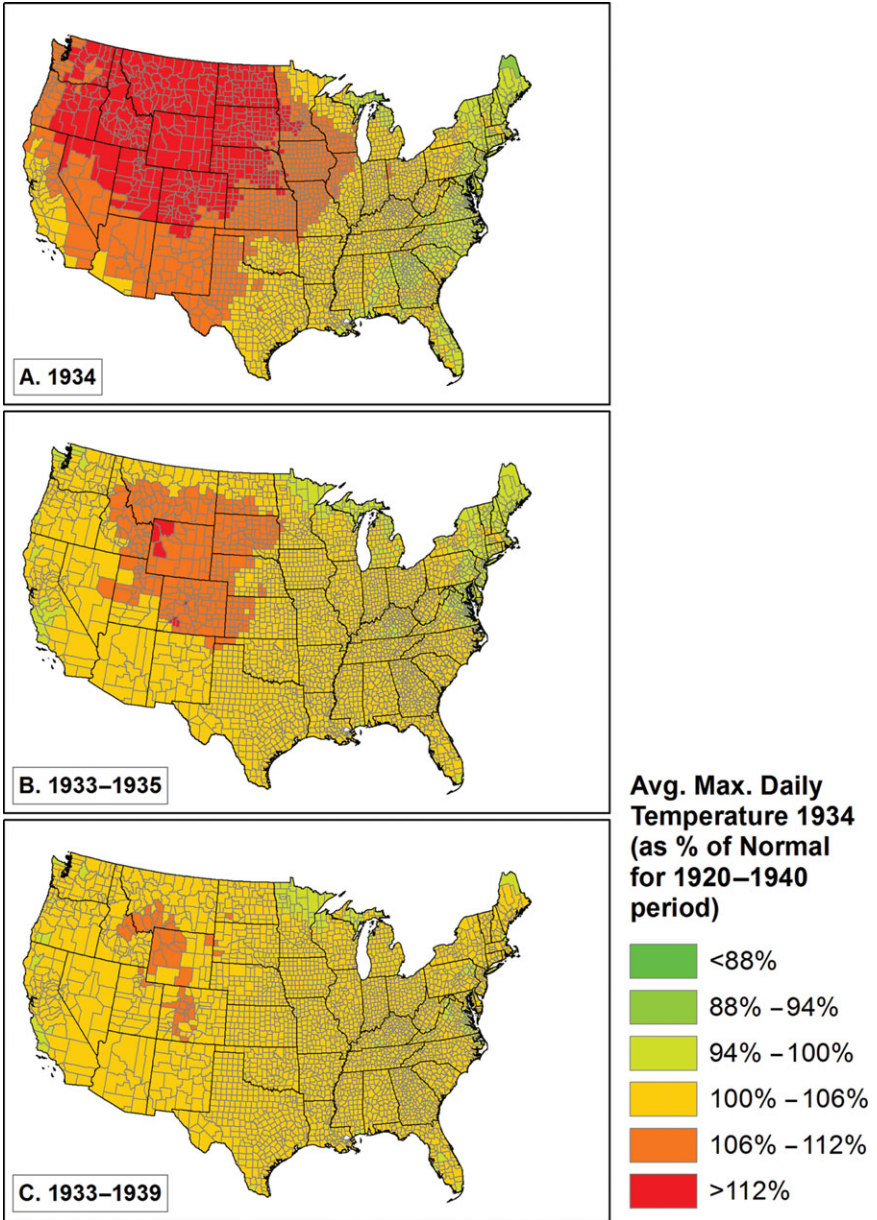 A. 1934
B. 1933–1935
C. 1933–1939
Avg. Max. Daily
Temperature 1934
(as % of Normal
for 1920–1940
period)
<88%
88% –94%
94% –100%
100% –106%
106% –112%
>112%